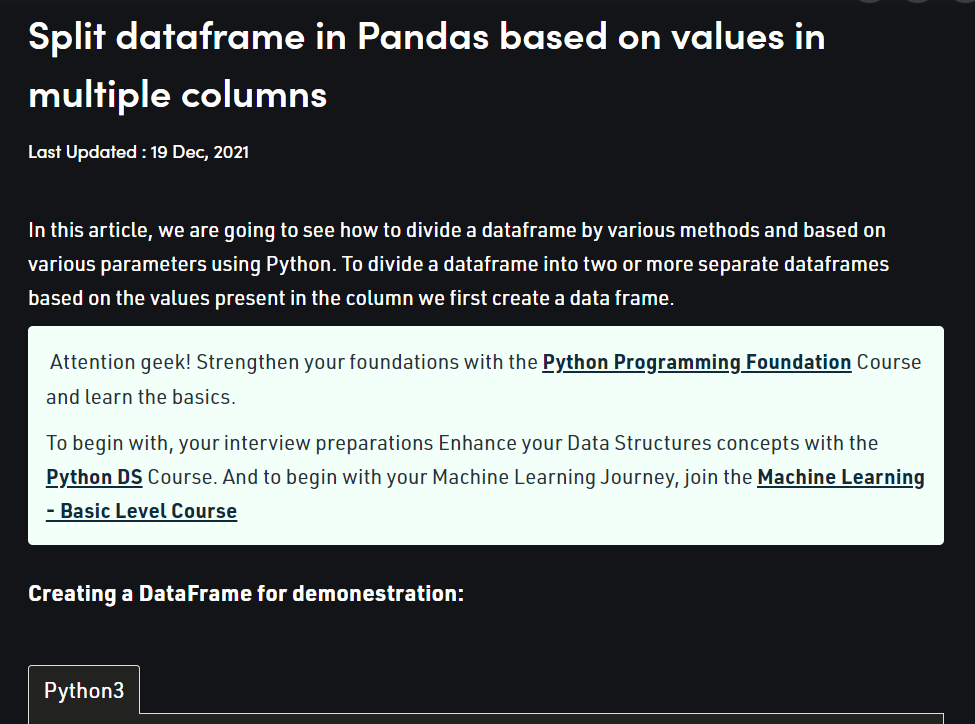 Split dataframe in Pandas based on values in
multiple columns
Last Updated : 19 Dec, 2021
In this article, we are going to see how to divide a dataframe by various methods and based on
various parameters using Python. To divide a dataframe into two or more separate dataframes
based on the values present in the column we first create a data frame.
Attention geek! Strengthen your foundations with the Python Programming Foundation Course
and learn the basics.
To begin with, your interview preparations Enhance your Data Structures concepts with the
Python DS Course. And to begin with your Machine Learning Journey, join the Machine Learning
- Basic Level Course
Creating a DataFrame for demonestration:
Python3